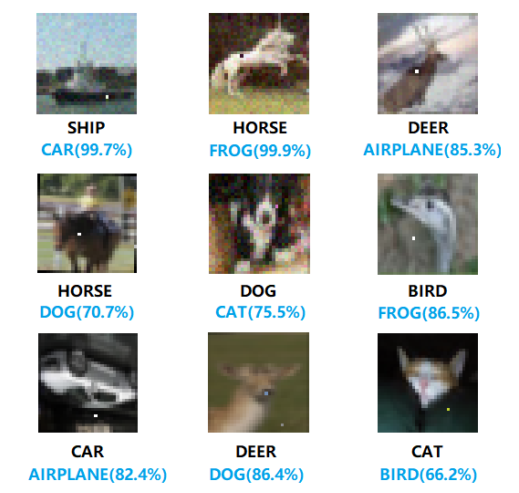 SHIP
CAR(99.7%)
HORSE
FROG(99.9%)
DEER
AIRPLANE(85.3%)
HORSE
DOG(70.7%)
DOG
CAT(75.5%)
BIRD
FROG(86.5%)
CAR
AIRPLANE(82.4%)
DEER
DOG(86.4%)
CAT
BIRD(66.2%)